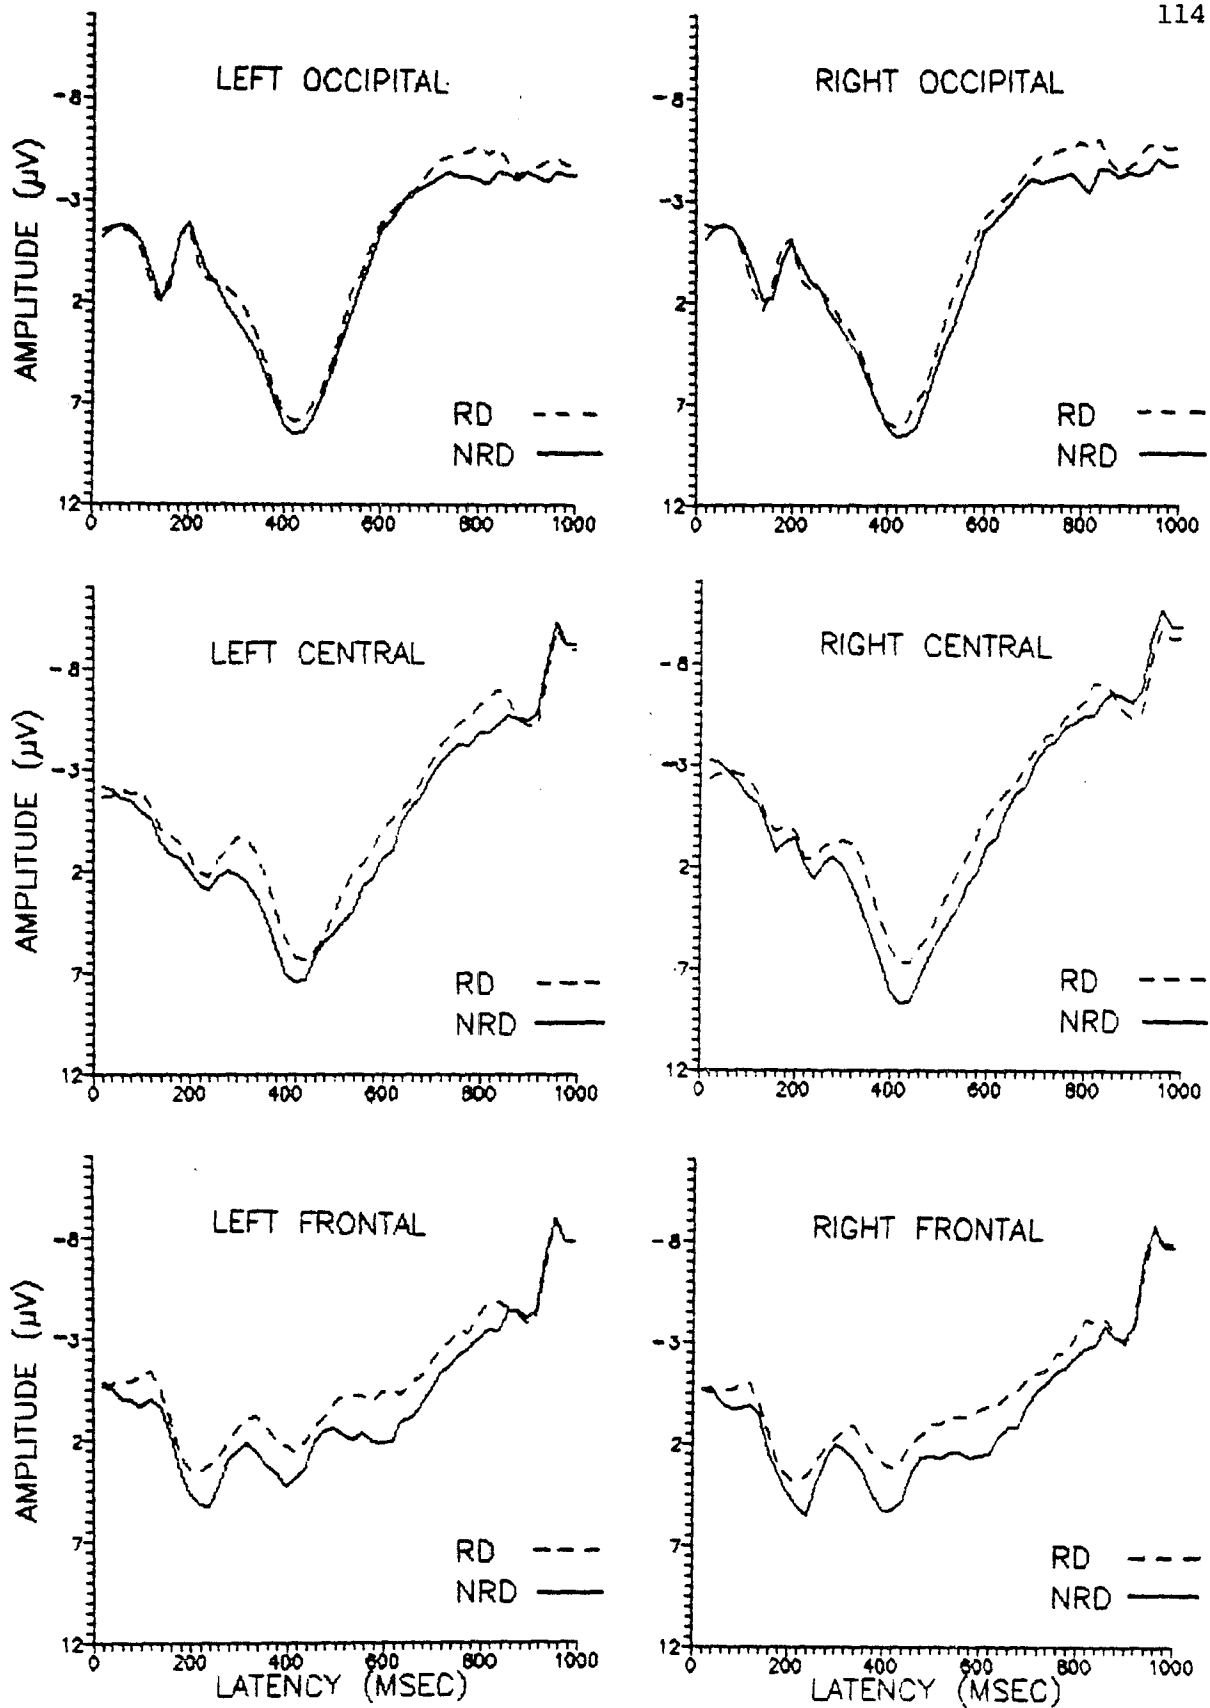 114
LEFT OCCIPITAL
-8
-3
2
7
12
AMPLITUDE (µV)
RD
NRD
0 200 400 600 800 1000
RIGHT OCCIPITAL
-8
-3
2
7
12
RD
NRD
0 200 400 600 800 1000
LEFT CENTRAL
-8
-3
2
7
12
AMPLITUDE (µV)
RD
NRD
0 200 400 600 800 1000
RIGHT CENTRAL
-8
-3
2
7
12
RD
NRD
0 200 400 600 800 1000
LEFT FRONTAL
-8
-3
2
7
12
AMPLITUDE (µV)
RD
NRD
0 200 400 600 800 1000
LATENCY (MSEC)
RIGHT FRONTAL
-8
-3
2
7
12
RD
NRD
0 200 400 600 800 1000
LATENCY (MSEC)